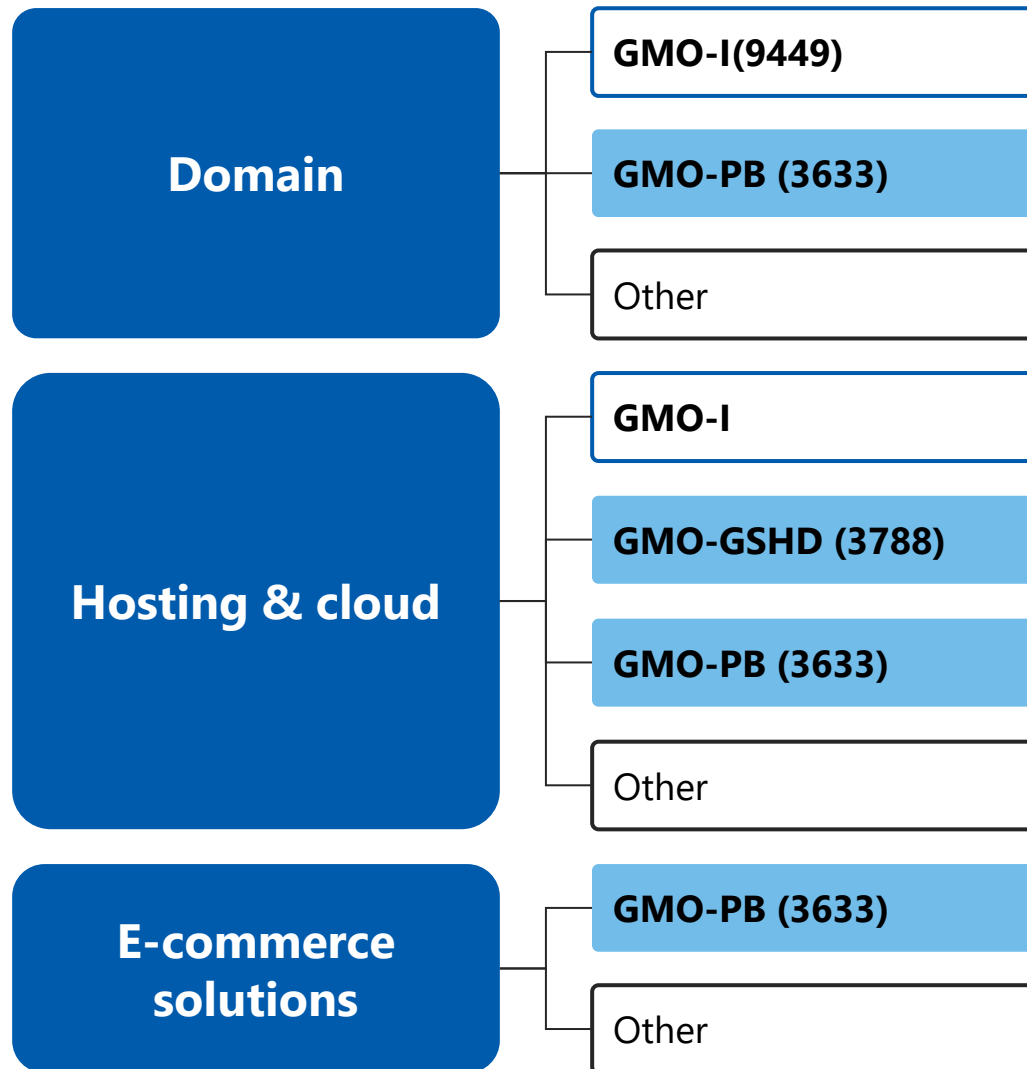 Domain
GMO-I(9449)
GMO-PB (3633)
Other
Hosting & cloud
GMO-I
GMO-GSHD (3788)
GMO-PB (3633)
Other
E-commerce
solutions
GMO-PB (3633)
Other